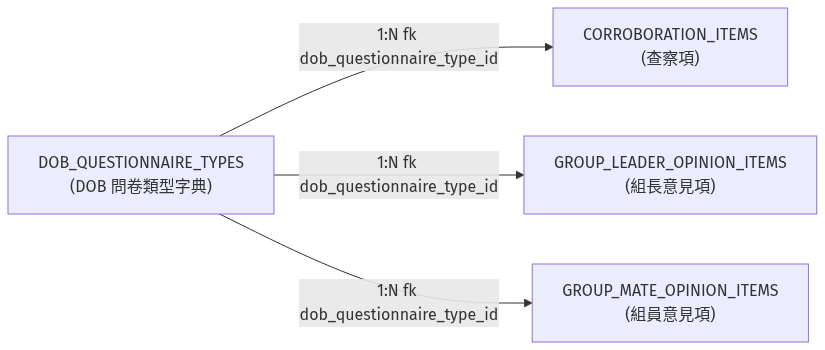 1:N fk
dob_questionnaire_type_id
CORROBORATION_ITEMS
(查察項)
DOB_QUESTIONNAIRE_TYPES
(DOB 問卷類型字典)
1:N fk
dob_questionnaire_type_id
GROUP_LEADER_OPINION_ITEMS
(組長意見項)
1:N fk
dob_questionnaire_type_id
GROUP_MATE_OPINION_ITEMS
(組員意見項)